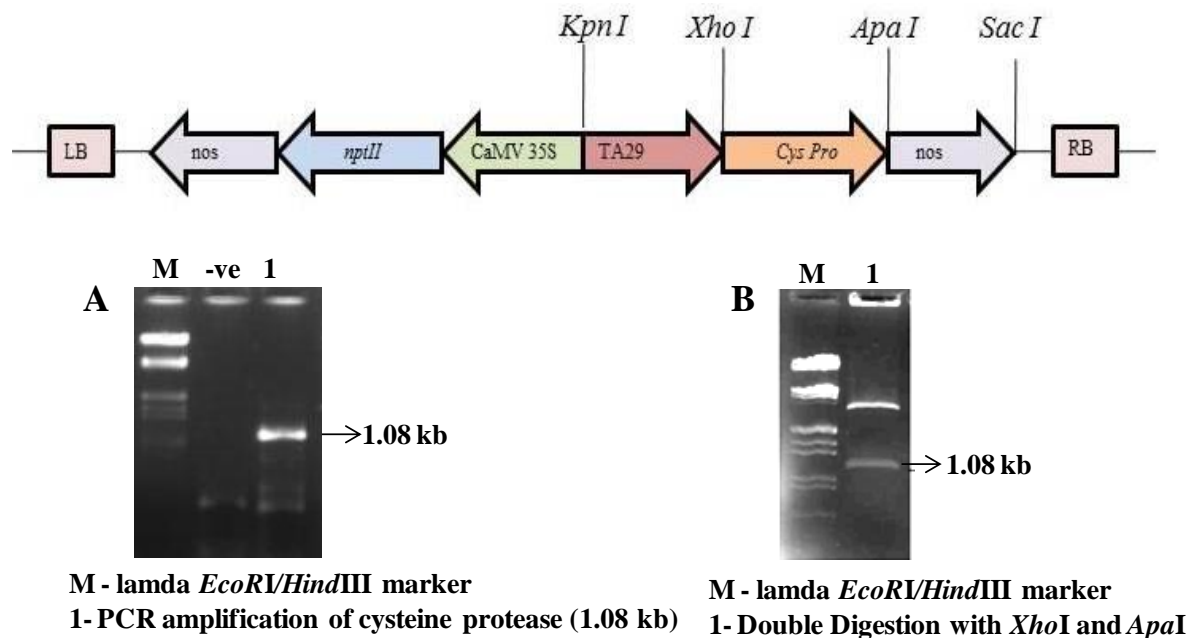 Kpn I Xho I Apa I Sac I
LB nos nptII CaMV 35S TA29 Cys Pro nos RB
M -ve 1
A
1.08 kb
M - lamda EcoRI/HindIII marker
1- PCR amplification of cysteine protease (1.08 kb)
M 1
B
1.08 kb
M - lamda EcoRI/HindIII marker
1- Double Digestion with XhoI and ApaI